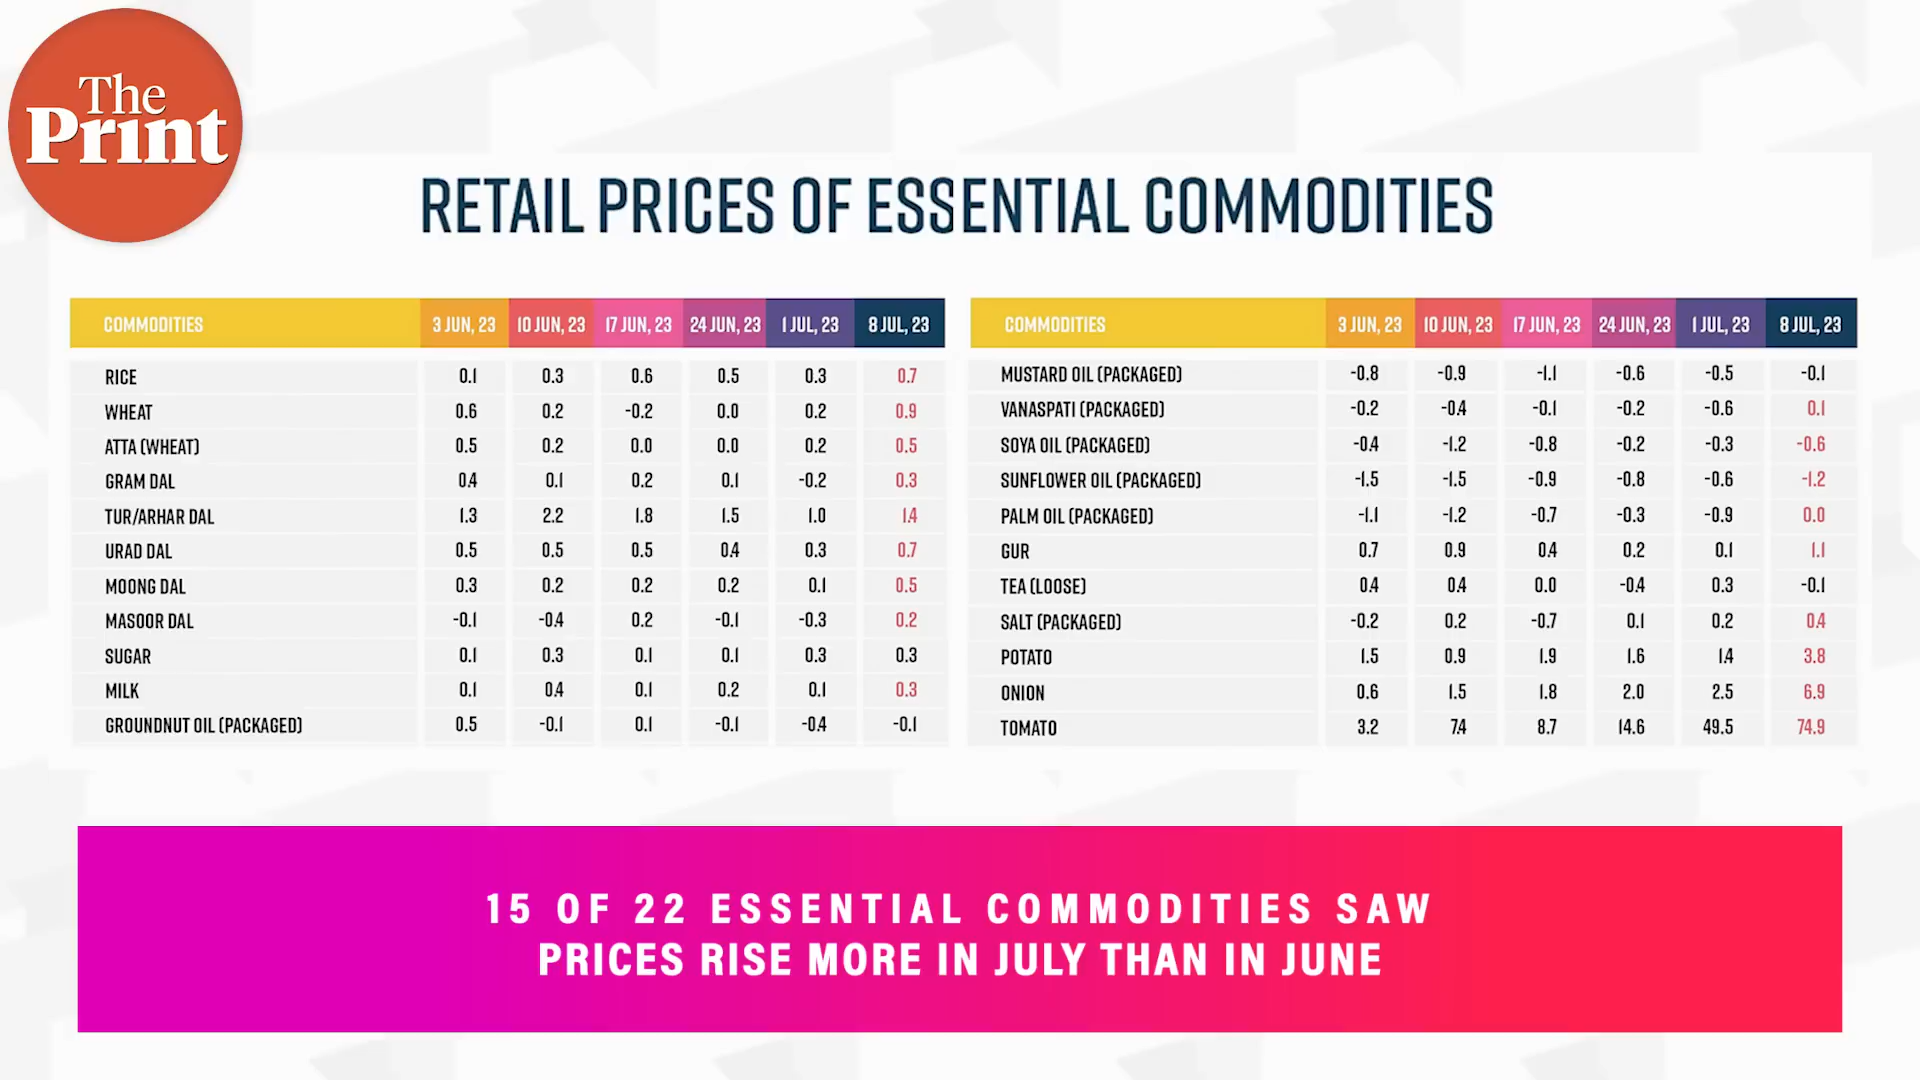 The
Print
RETAIL PRICES OF ESSENTIAL COMMODITIES
COMMODITIES 3 JUN, 23 10 JUN, 23 17 JUN, 23 24 JUN, 23 1 JUL, 23 8 JUL, 23
RICE 0.1 0.3 0.6 0.5 0.3 0.7
WHEAT 0.6 0.2 -0.2 0.0 0.2 0.9
ATTA (WHEAT) 0.5 0.2 0.0 0.0 0.2 0.5
GRAM DAL 0.4 0.1 0.2 0.1 -0.2 0.3
TUR/ARHAR DAL 1.3 2.2 1.8 1.5 1.0 1.4
URAD DAL 0.5 0.5 0.5 0.4 0.3 0.7
MOONG DAL 0.3 0.2 0.2 0.2 0.1 0.5
MASOOR DAL -0.1 -0.4 0.2 -0.1 -0.3 0.2
SUGAR 0.1 0.3 0.1 0.1 0.3 0.3
MILK 0.1 0.4 0.1 0.2 0.1 0.3
GROUNDNUT OIL (PACKAGED) 0.5 -0.1 0.1 -0.1 -0.4 -0.1
COMMODITIES 3 JUN, 23 10 JUN, 23 17 JUN, 23 24 JUN, 23 1 JUL, 23 8 JUL, 23
MUSTARD OIL (PACKAGED) -0.8 -0.9 -1.1 -0.6 -0.5 -0.1
VANASPATI (PACKAGED) -0.2 -0.4 -0.1 -0.2 -0.6 0.1
SOYA OIL (PACKAGED) -0.4 -1.2 -0.8 -0.2 -0.3 -0.6
SUNFLOWER OIL (PACKAGED) -1.5 -1.5 -0.9 -0.8 -0.6 -1.2
PALM OIL (PACKAGED) -1.1 -1.2 -0.7 -0.3 -0.9 0.0
GUR 0.7 0.9 0.4 0.2 0.1 1.1
TEA (LOOSE) 0.4 0.4 0.0 -0.4 0.3 -0.1
SALT (PACKAGED) -0.2 0.2 -0.7 0.1 0.2 0.4
POTATO 1.5 0.9 1.9 1.6 1.4 3.8
ONION 0.6 1.5 1.8 2.0 2.5 6.9
TOMATO 3.2 7.4 8.7 14.6 49.5 74.9
15 OF 22 ESSENTIAL COMMODITIES SAW
PRICES RISE MORE IN JULY THAN IN JUNE